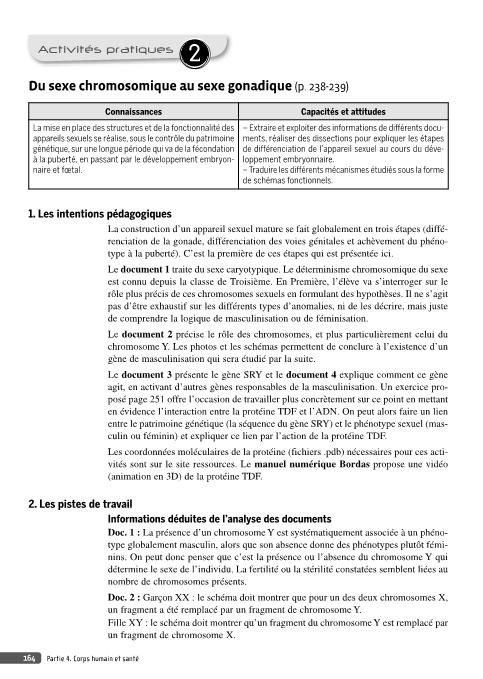 Activités pratiques 2
Du sexe chromosomique au sexe gonadique (p. 238-239)
Connaissances
Capacités et attitudes
La mise en place des structures et de la fonctionnalité des
appareils sexuels se réalise, sous le contrôle du patrimoine
génétique, sur une longue période qui va de la fécondation
à la puberté, en passant par le développement embryon-
naire et fœtal.
– Extraire et exploiter des informations de différents docu-
ments, réaliser des dissections pour expliquer les étapes
de différenciation de l'appareil sexuel au cours du déve-
loppement embryonnaire.
– Traduire les différents mécanismes étudiés sous la forme
de schémas fonctionnels.
1. Les intentions pédagogiques
La construction d'un appareil sexuel mature se fait globalement en trois étapes (diffé-
renciation de la gonade, différenciation des voies génitales et achèvement du phéno-
type à la puberté). C'est la première de ces étapes qui est présentée ici.
Le document 1 traite du sexe caryotypique. Le déterminisme chromosomique du sexe
est connu depuis la classe de Troisième. En Première, l'élève va s'interroger sur le
rôle plus précis de ces chromosomes sexuels en formulant des hypothèses. Il ne s'agit
pas d'être exhaustif sur les différents types d'anomalies, ni de les décrire, mais juste
de comprendre la logique de masculinisation ou de féminisation.
Le document 2 précise le rôle des chromosomes, et plus particulièrement celui du
chromosome Y. Les photos et les schémas permettent de conclure à l'existence d'un
gène de masculinisation qui sera étudié par la suite.
Le document 3 présente le gène SRY et le document 4 explique comment ce gène
agit, en activant d'autres gènes responsables de la masculinisation. Un exercice pro-
posé page 251 offre l'occasion de travailler plus concrètement sur ce point en mettant
en évidence l'interaction entre la protéine TDF et l'ADN. On peut alors faire un lien
entre le patrimoine génétique (la séquence du gène SRY) et le phénotype sexuel (mas-
culin ou féminin) et expliquer ce lien par l'action de la protéine TDF.
Les coordonnées moléculaires de la protéine (fichiers .pdb) nécessaires pour ces acti-
vités sont sur le site ressources. Le manuel numérique Bordas propose une vidéo
(animation en 3D) de la protéine TDF.
2. Les pistes de travail
Informations déduites de l'analyse des documents
Doc. 1 : La présence d'un chromosome Y est systématiquement associée à un phéno-
type globalement masculin, alors que son absence donne des phénotypes plutôt fémi-
nins. On peut donc penser que c'est la présence ou l'absence du chromosome Y qui
détermine le sexe de l'individu. La fertilité ou la stérilité constatées semblent liées au
nombre de chromosomes présents.
Doc. 2 : Garçon XX : le schéma doit montrer que pour un des deux chromosomes X,
un fragment a été remplacé par un fragment de chromosome Y.
Fille XY : le schéma doit montrer qu'un fragment du chromosome Y est remplacé par
un fragment de chromosome X.
164 Partie 4. Corps humain et santé